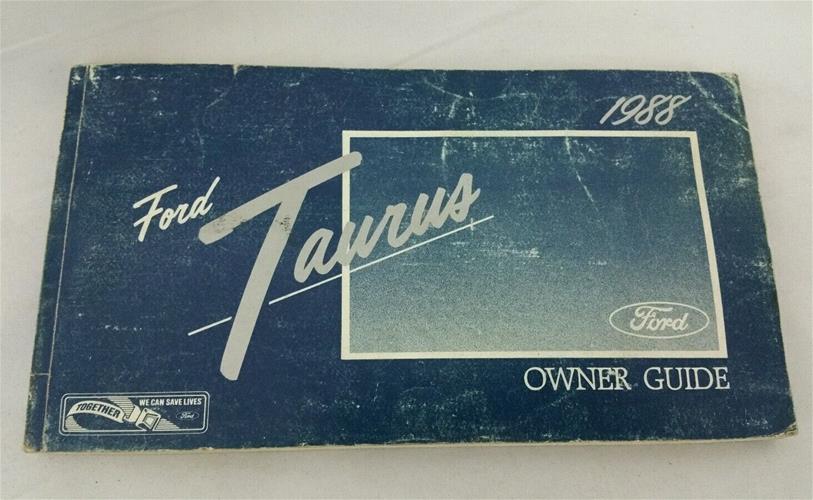 1988
Ford
Taurus
Ford
OWNER GUIDE
TOGETHER
WE CAN SAVE LIVES
Ford